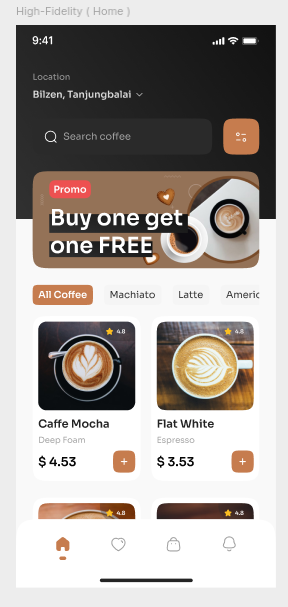 High-Fidelity ( Home )
9:41
Location
Bilzen, Tanjungbalai
Search coffee
Promo
Buy one get
one FREE
All Coffee Machiato Latte Americ
4.8 4.8
Caffe Mocha Flat White
Deep Foam Espresso
$ 4.53 + $ 3.53 +
4.8 4.8